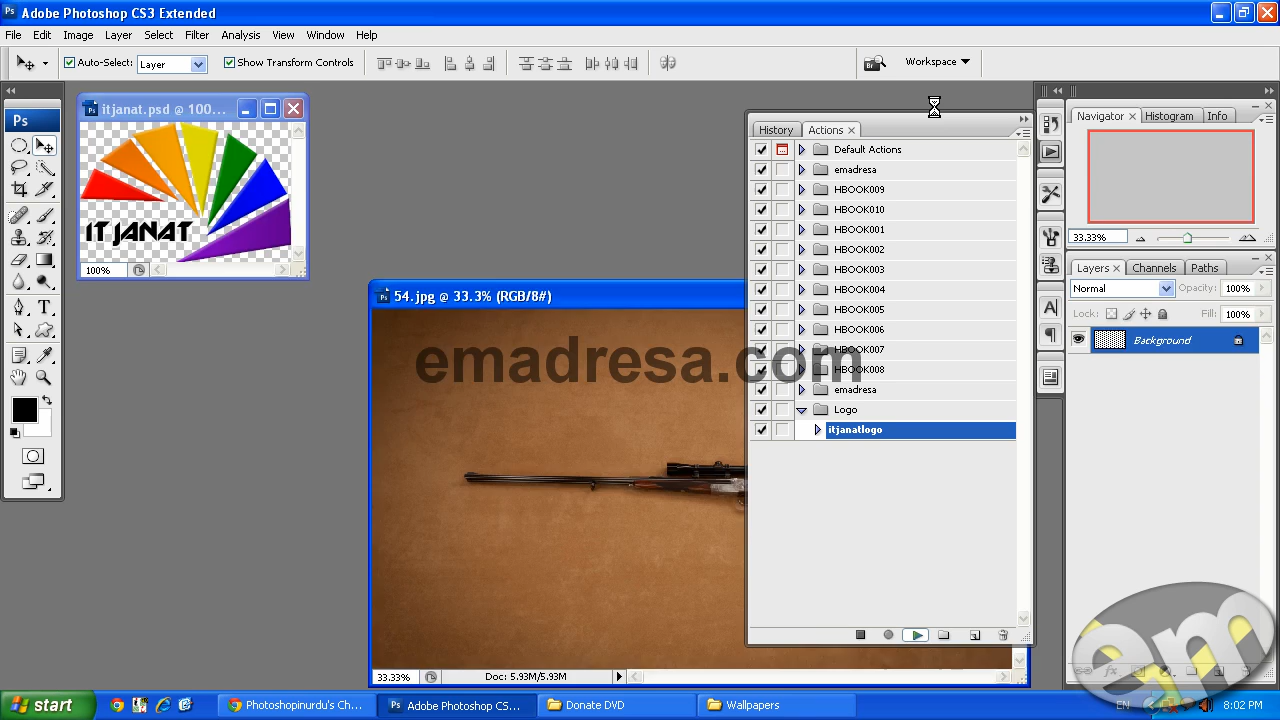 Adobe Photoshop CS3 Extended
File Edit Image Layer Select Filter Analysis View Window Help
Auto-Select: Layer Show Transform Controls Workspace
Ps
itjanat.psd @ 100...
IT JANAT
100%
54.jpg @ 33.3% (RGB/8#)
emadresa.com
33.33% Doc: 5.93M/5.93M
History Actions
Default Actions
emadresa
HBOOK009
HBOOK010
HBOOK001
HBOOK002
HBOOK003
HBOOK004
HBOOK005
HBOOK006
HBOOK007
HBOOK008
emadresa
Logo
itjanatlogo
Navigator Histogram Info
33.33%
Layers Channels Paths
Normal Opacity: 100%
Lock: Fill: 100%
Background
em
start Photoshopinurdu's Ch... Adobe Photoshop CS... Donate DVD Wallpapers EN 8:02 PM